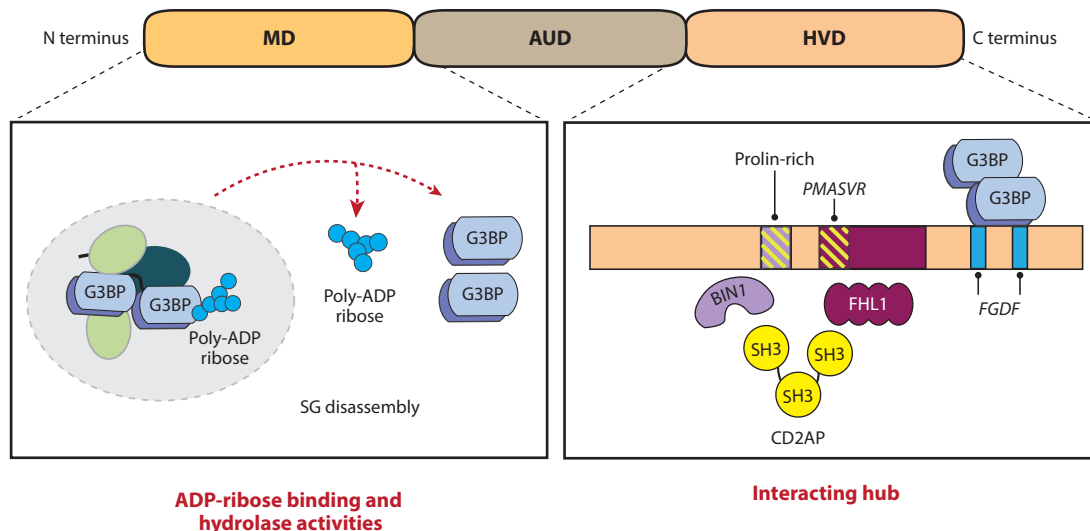 N terminus
MD
AUD
HVD
C terminus
G3BP
G3BP
Poly-ADP
ribose
Poly-ADP
ribose
G3BP
G3BP
SG disassembly
ADP-ribose binding and
hydrolase activities
Prolin-rich
PMASVR
G3BP
G3BP
BIN1
FHL1
FGDF
SH3
SH3
SH3
CD2AP
Interacting hub